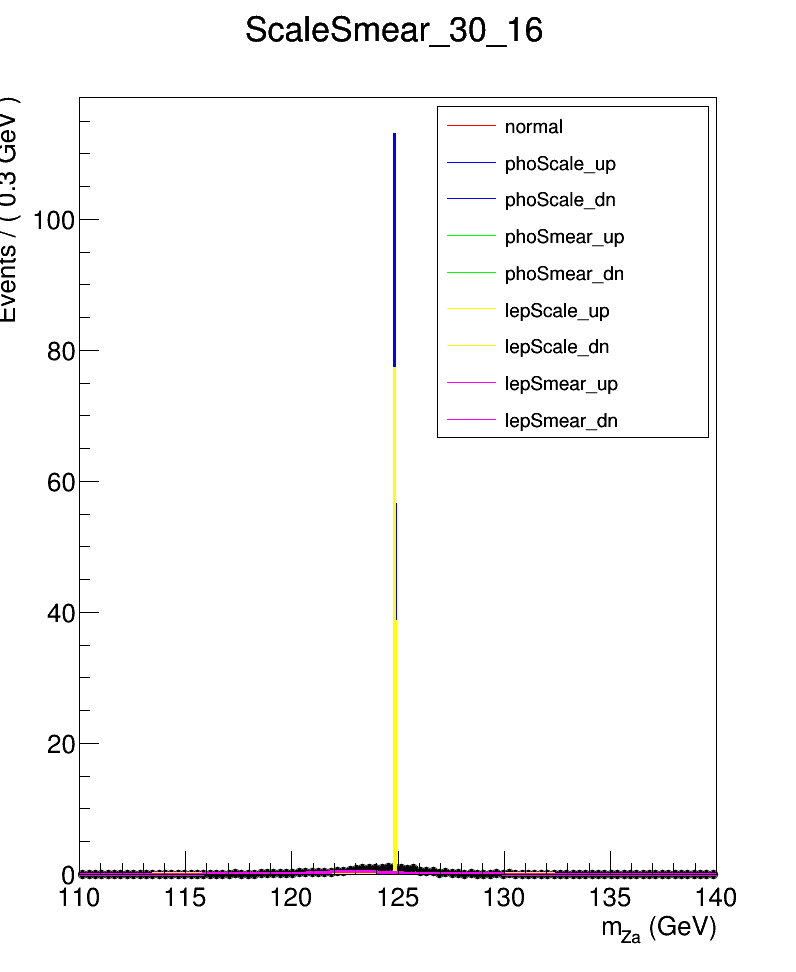 ScaleSmear_30_16
Events / ( 0.3 GeV )
normal
phoScale_up
phoScale_dn
phoSmear_up
phoSmear_dn
lepScale_up
lepScale_dn
lepSmear_up
lepSmear_dn
100
80
60
40
20
0
110 115 120 125 130 135 140
m_Za (GeV)